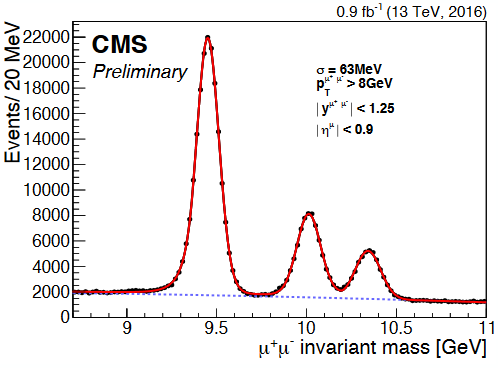 0.9 fb⁻¹ (13 TeV, 2016)
CMS
Preliminary
σ = 63MeV
p_T^{μ⁺ μ⁻} > 8GeV
| y^{μ⁺ μ⁻} | < 1.25
| η^μ | < 0.9
Events/ 20 MeV
22000
20000
18000
16000
14000
12000
10000
8000
6000
4000
2000
0
9 9.5 10 10.5 11
μ⁺μ⁻ invariant mass [GeV]